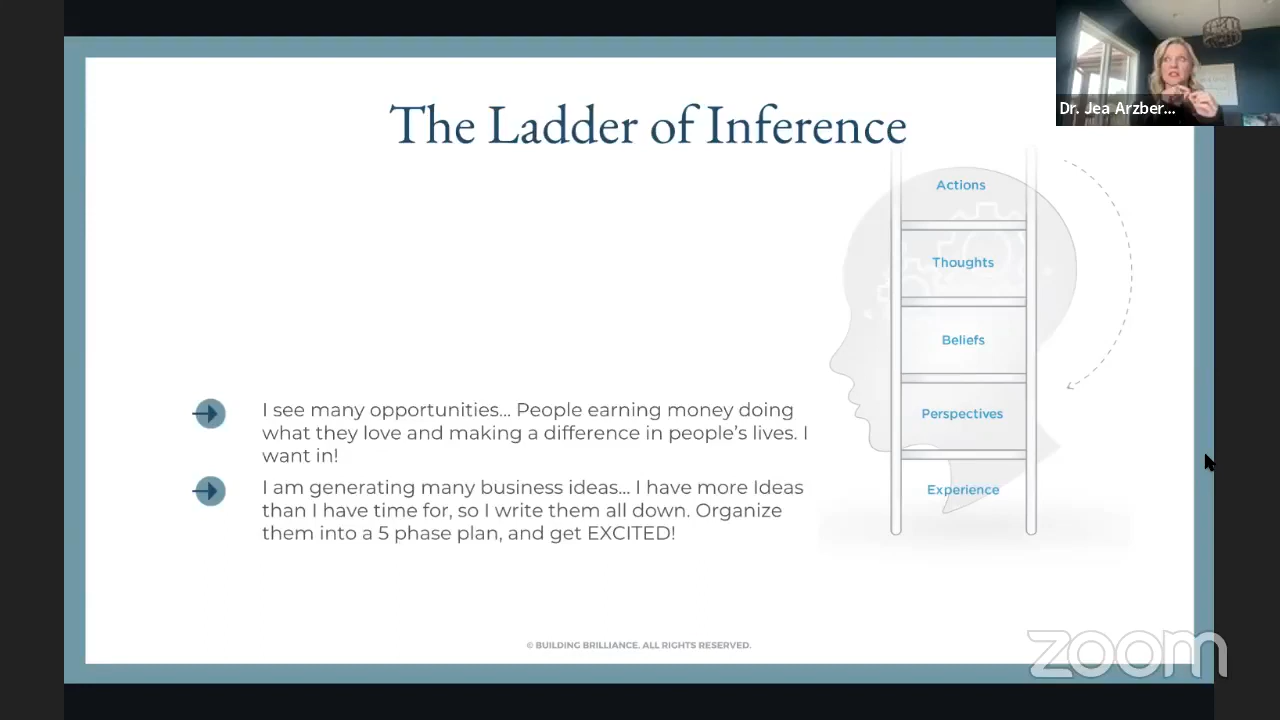 Dr. Jea Arzber...
The Ladder of Inference
Actions
Thoughts
Beliefs
Perspectives
Experience
I see many opportunities... People earning money doing
what they love and making a difference in people's lives. I
want in!
I am generating many business ideas... I have more Ideas
than I have time for, so I write them all down. Organize
them into a 5 phase plan, and get EXCITED!
© BUILDING BRILLIANCE. ALL RIGHTS RESERVED.
zoom